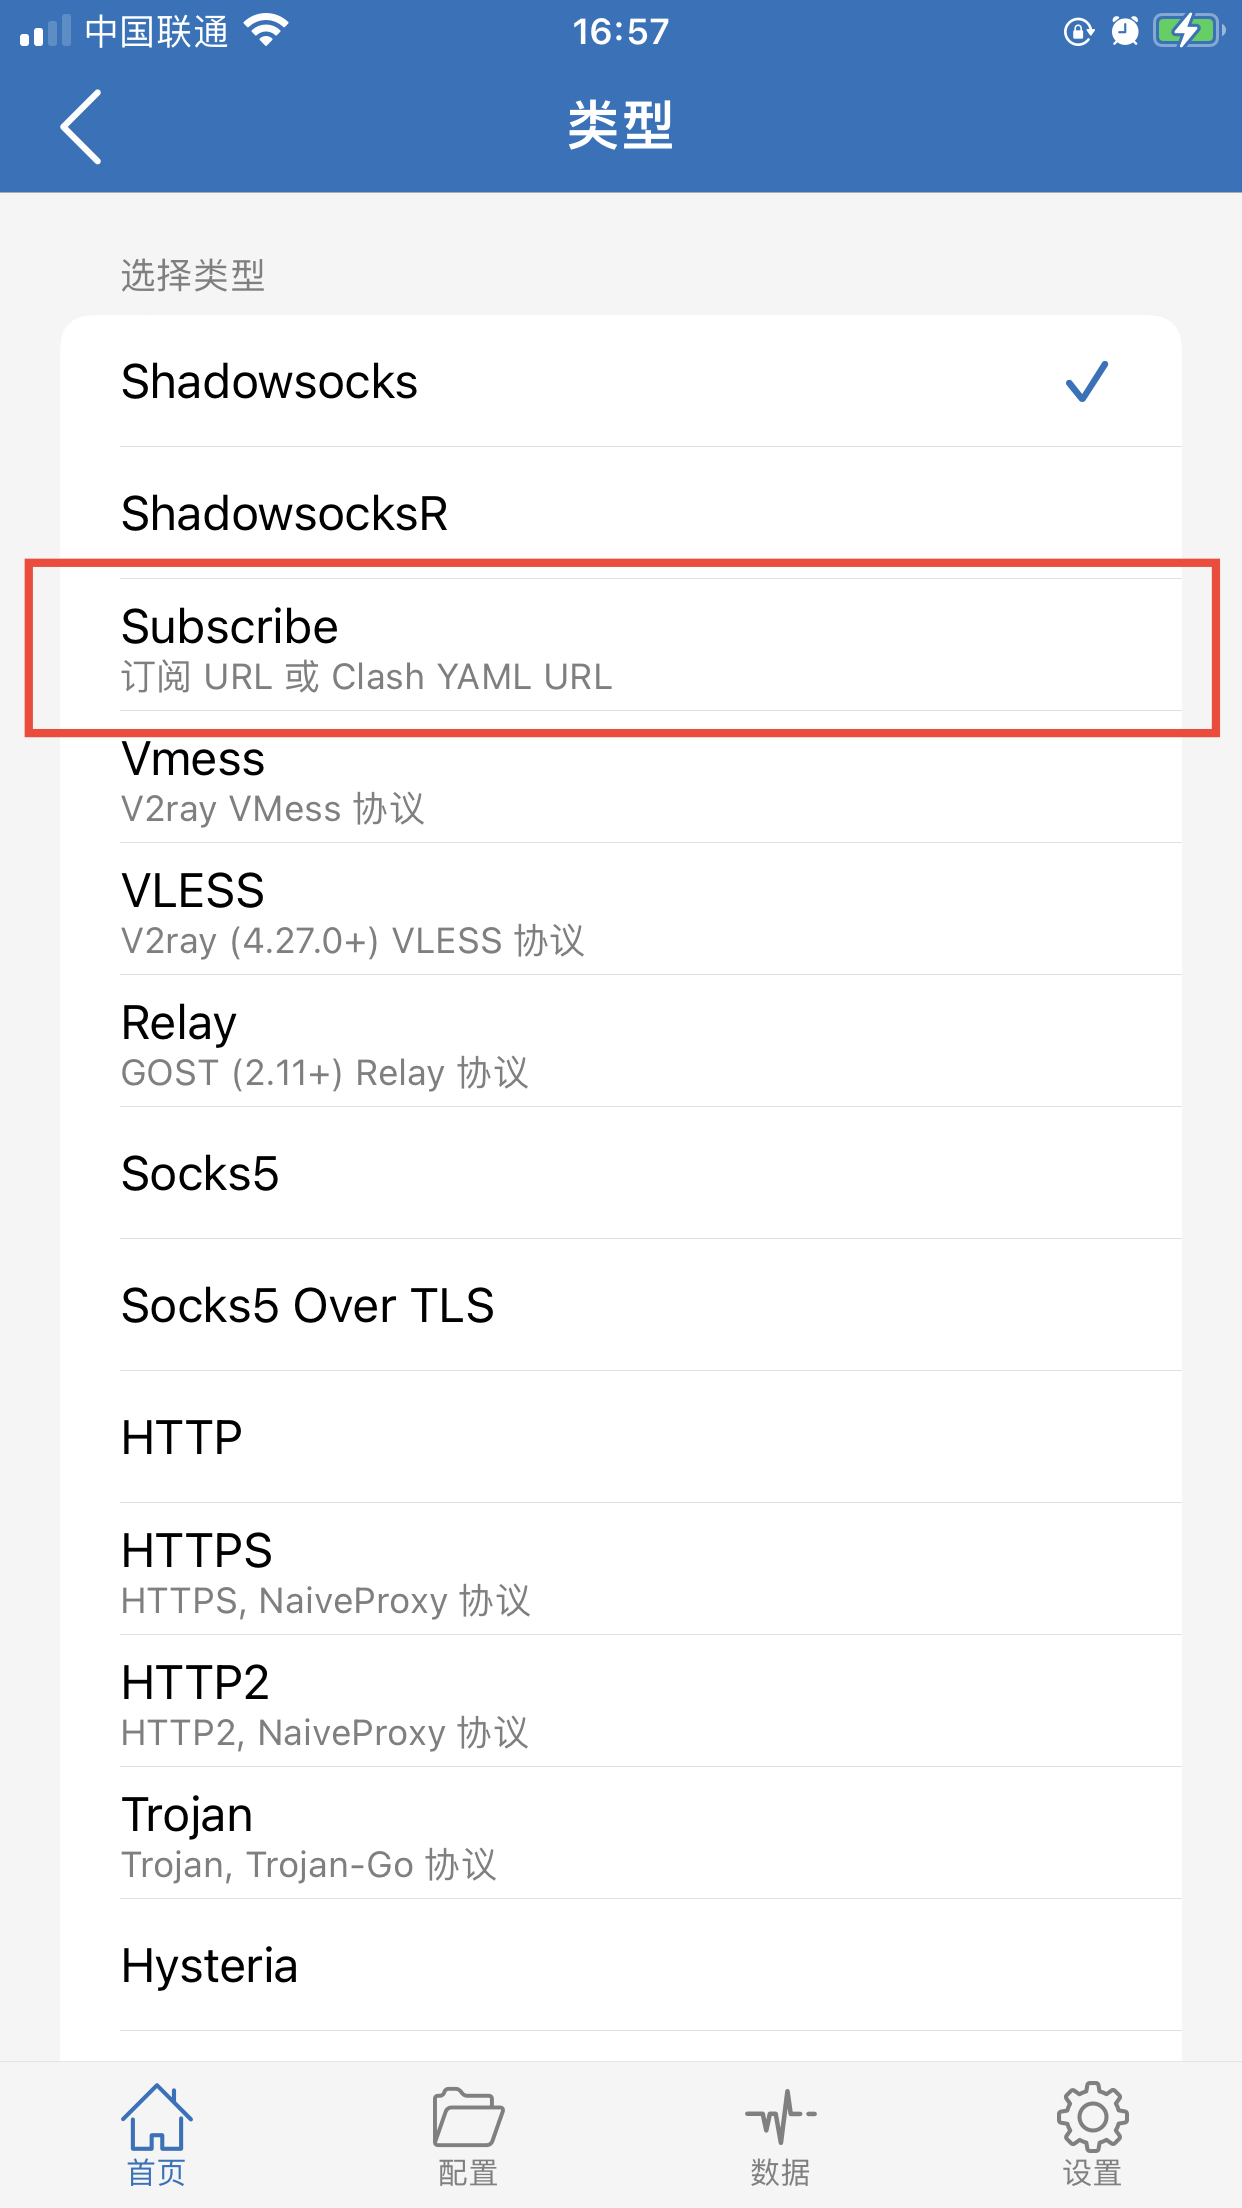 中国联通
16:57
类型
选择类型
Shadowsocks
ShadowsocksR
Subscribe
订阅 URL 或 Clash YAML URL
Vmess
V2ray VMess 协议
VLESS
V2ray (4.27.0+) VLESS 协议
Relay
GOST (2.11+) Relay 协议
Socks5
Socks5 Over TLS
HTTP
HTTPS
HTTPS, NaiveProxy 协议
HTTP2
HTTP2, NaiveProxy 协议
Trojan
Trojan, Trojan-Go 协议
Hysteria
首页 配置 数据 设置